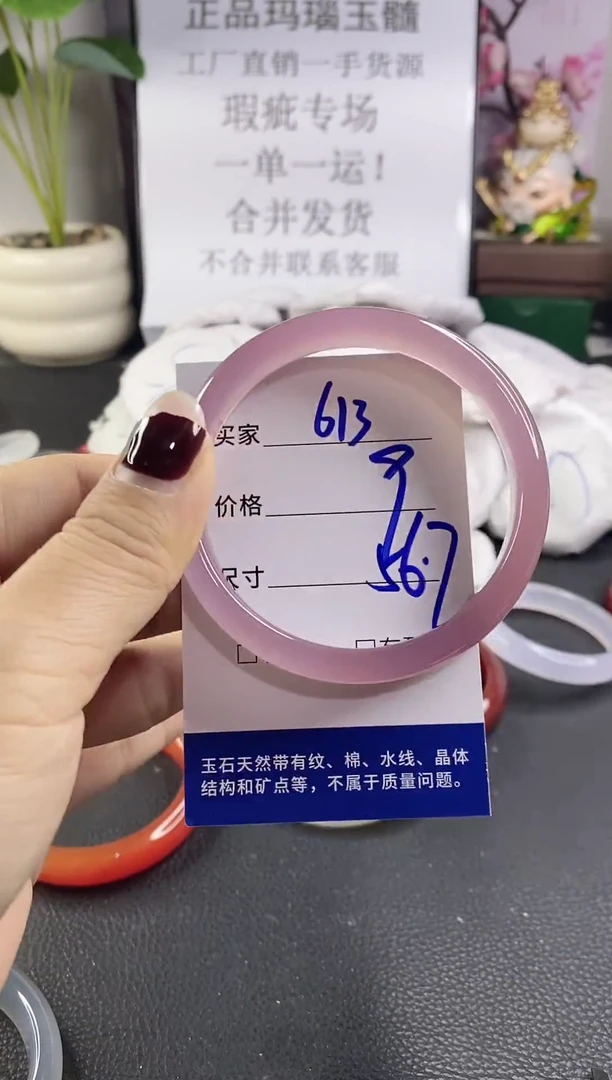 正品玛瑙玉髓
工厂直销一手货源
瑕疵专场
一单一运！
合并发货
不合并联系客服
买家 613
价格
尺寸 56.7
玉石天然带有纹、棉、水线、晶体
结构和矿点等，不属于质量问题。